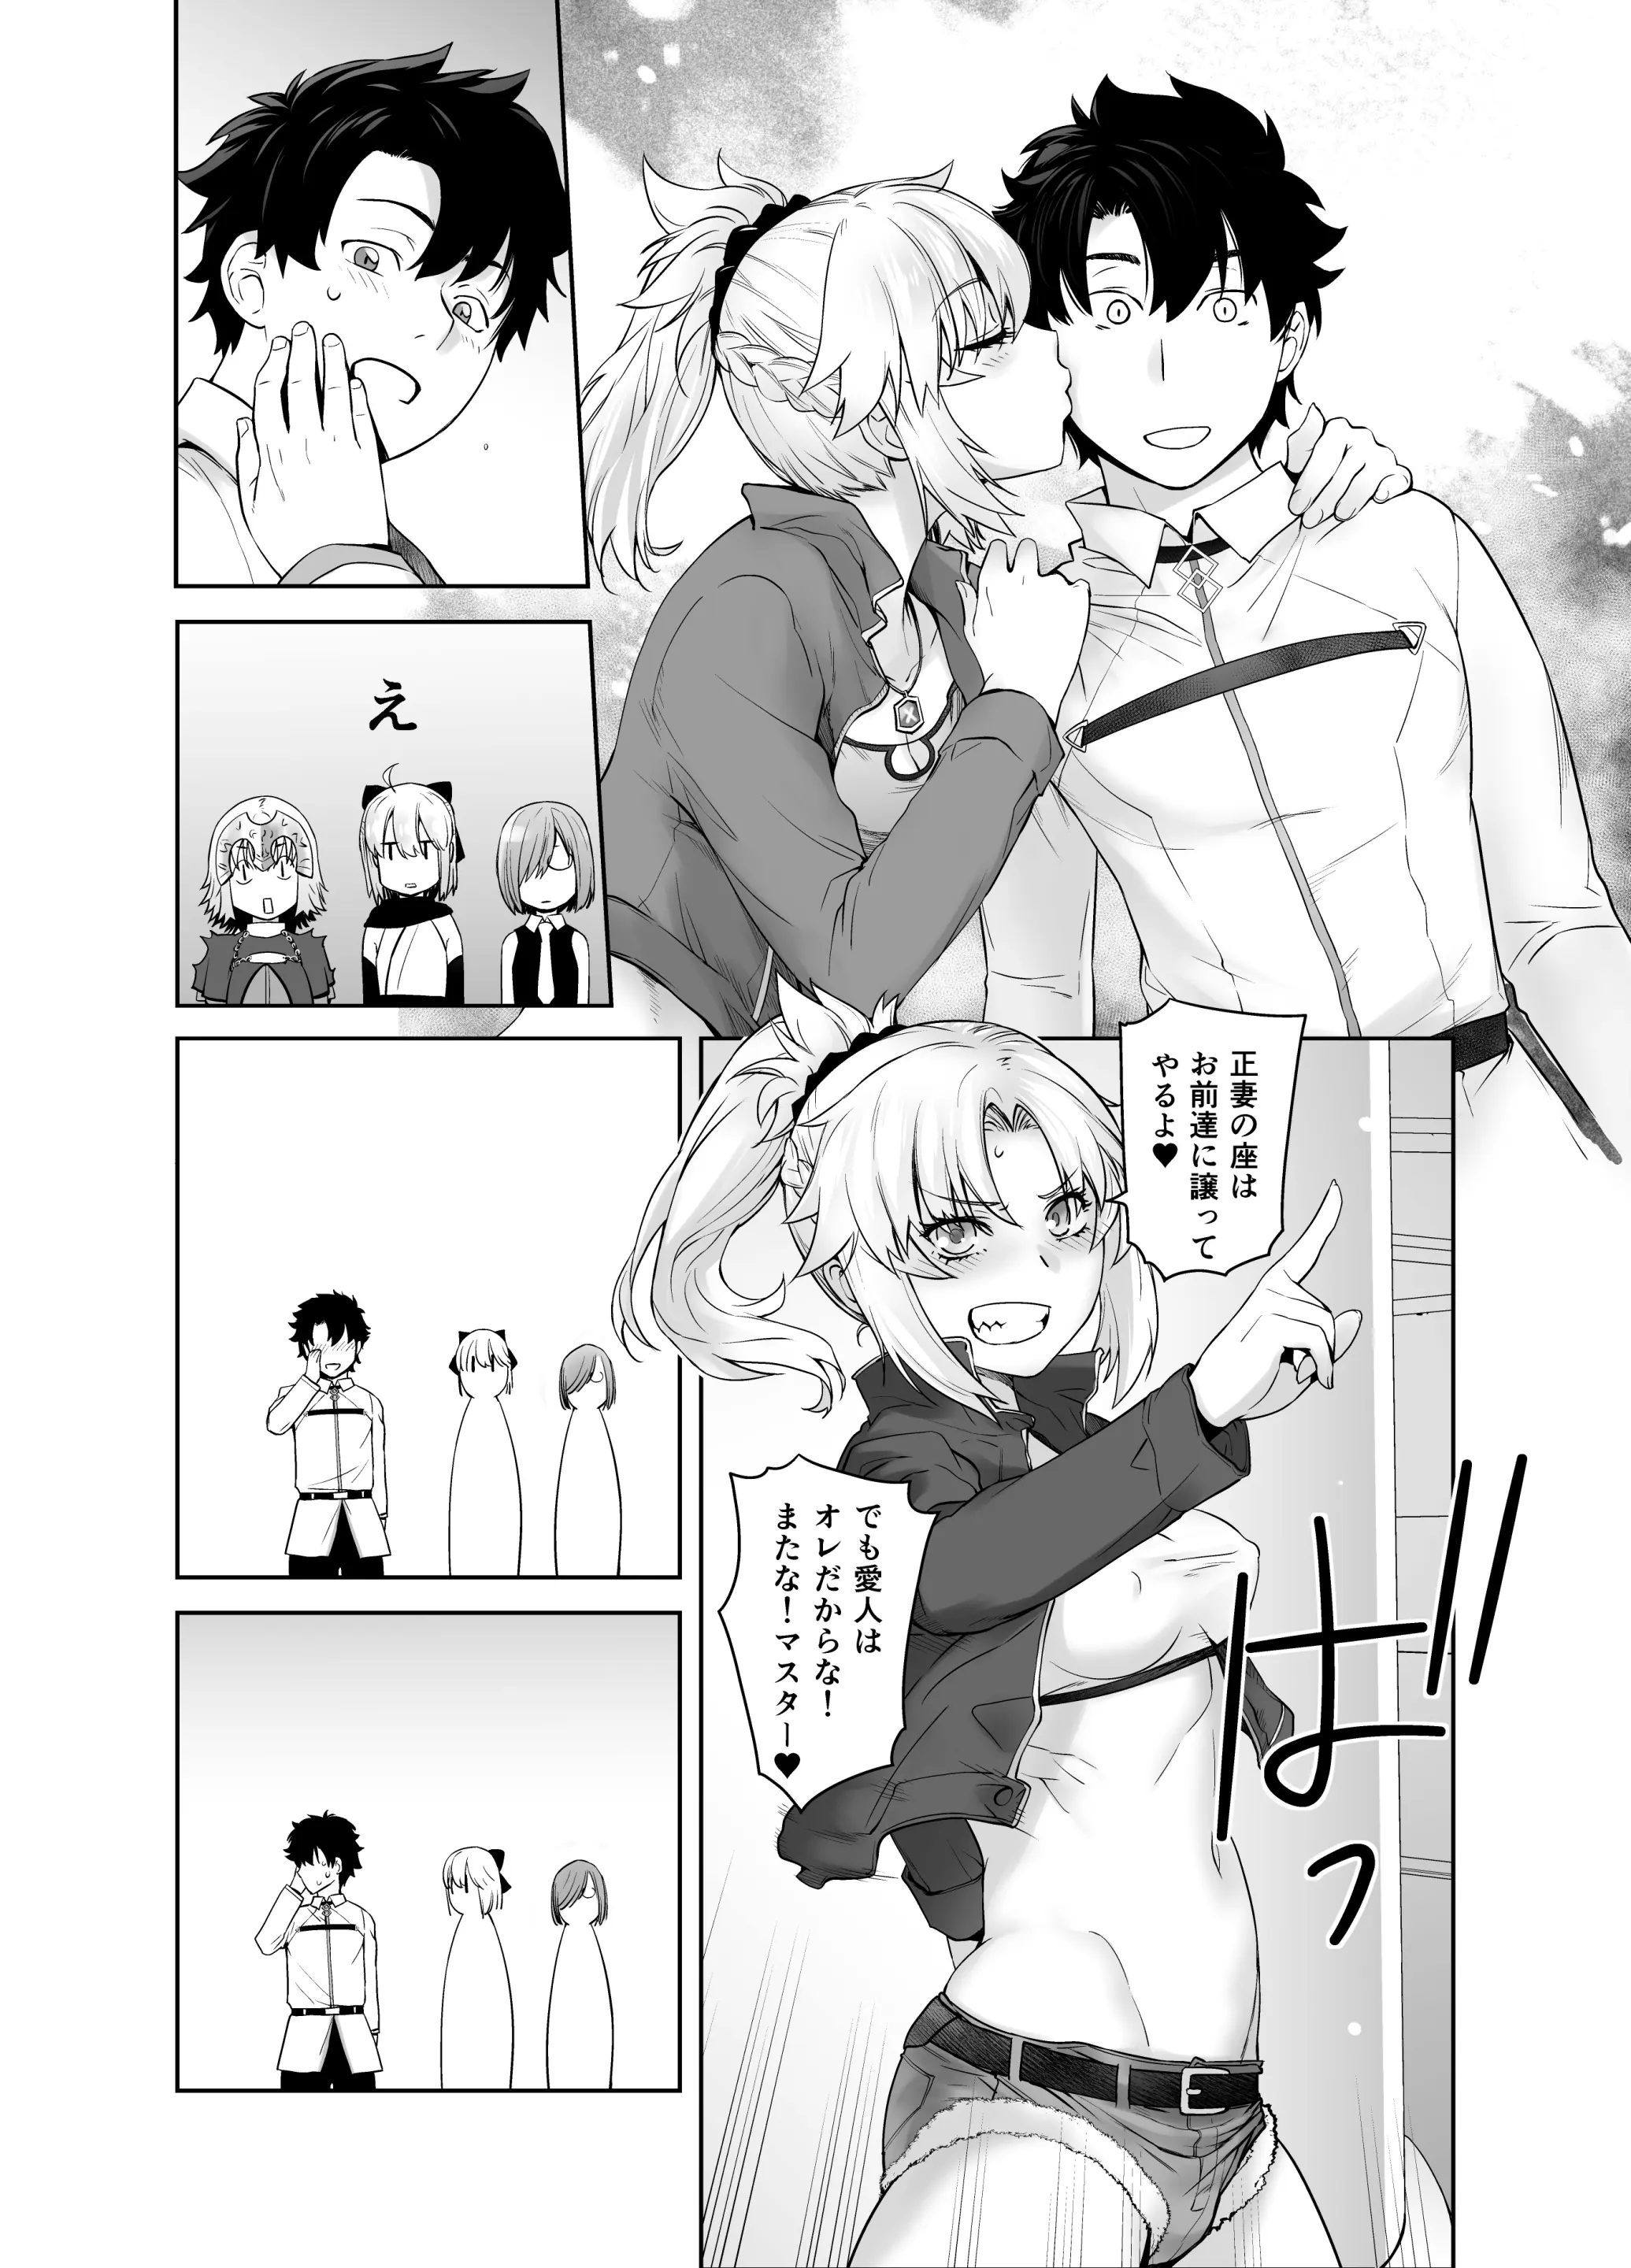 え
正妻の座は
お前達に譲って
やるよ♥
でも愛人は
オレだからな！
またな！マスター♥
ばっ